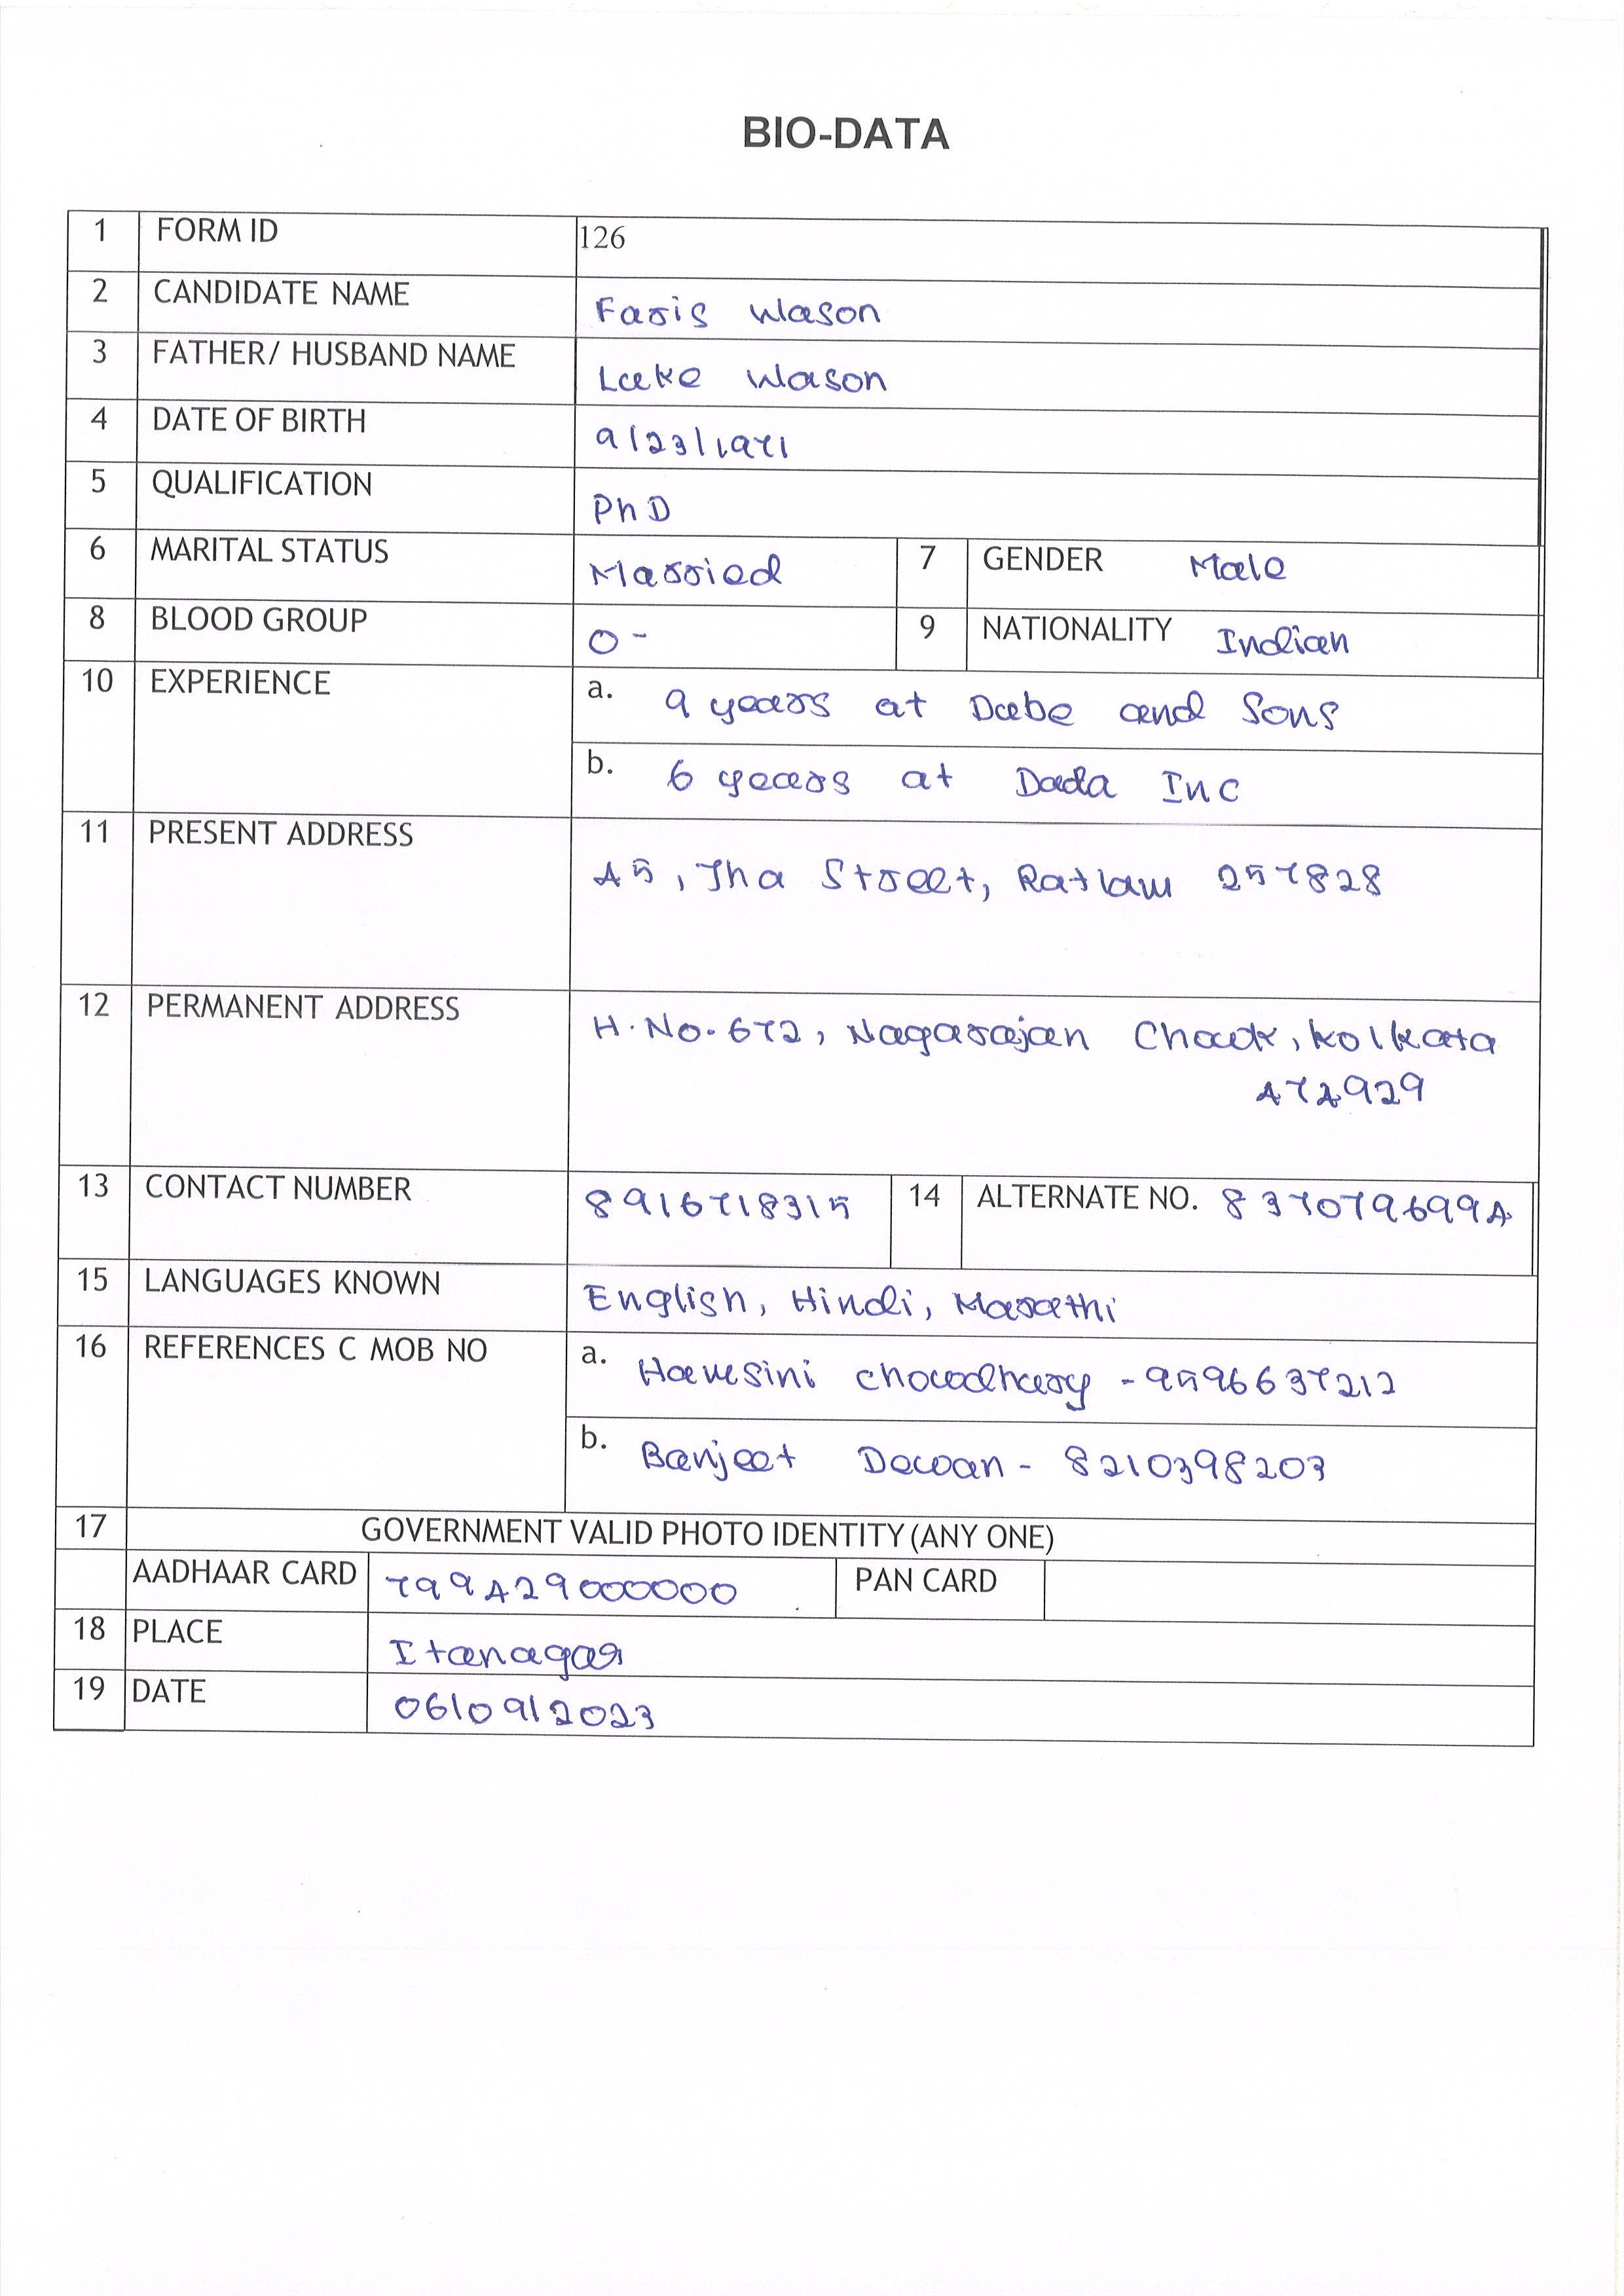 BIO-DATA
1 FORM ID 126
2 CANDIDATE NAME Faris Wason
3 FATHER/ HUSBAND NAME Luke Wason
4 DATE OF BIRTH 9/23/1971
5 QUALIFICATION PhD
6 MARITAL STATUS Married 7 GENDER Male
8 BLOOD GROUP O- 9 NATIONALITY Indian
10 EXPERIENCE a. 9 years at Dube and Sons
b. 6 years at Dada Inc
11 PRESENT ADDRESS 45, Jha Street, Ratlam 257828
12 PERMANENT ADDRESS H.No. 672, Nagarajan Chowk, Kolkata
472929
13 CONTACT NUMBER 8916718315 14 ALTERNATE NO. 8370796994
15 LANGUAGES KNOWN English, Hindi, Marathi
16 REFERENCES C MOB NO a. Chowdhury - 9596637212
b. Banjeet Dewan - 8210398203
17 GOVERNMENT VALID PHOTO IDENTITY (ANY ONE)
AADHAAR CARD 799429000000 PAN CARD
18 PLACE Itanagar
19 DATE 06/09/2023